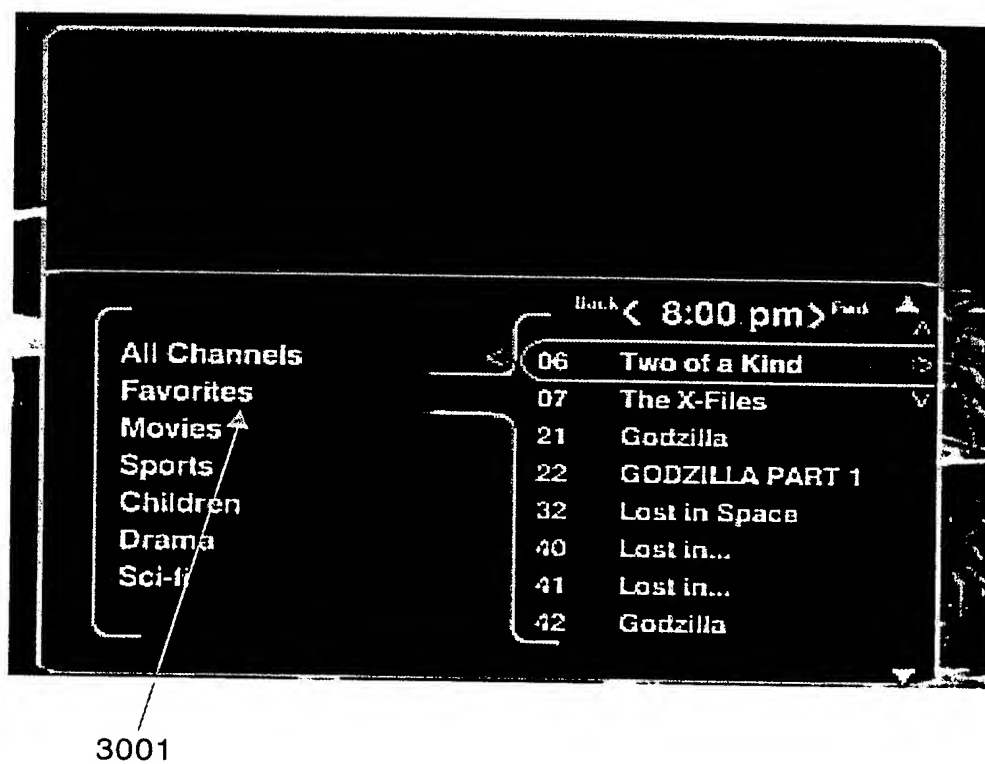 Back < 8:00 pm > Fwd
All Channels
Favorites
Movies
Sports
Children
Drama
Sci-fi
06 Two of a Kind
07 The X-Files
21 Godzilla
22 GODZILLA PART 1
32 Lost in Space
40 Lost in...
41 Lost in...
42 Godzilla
3001